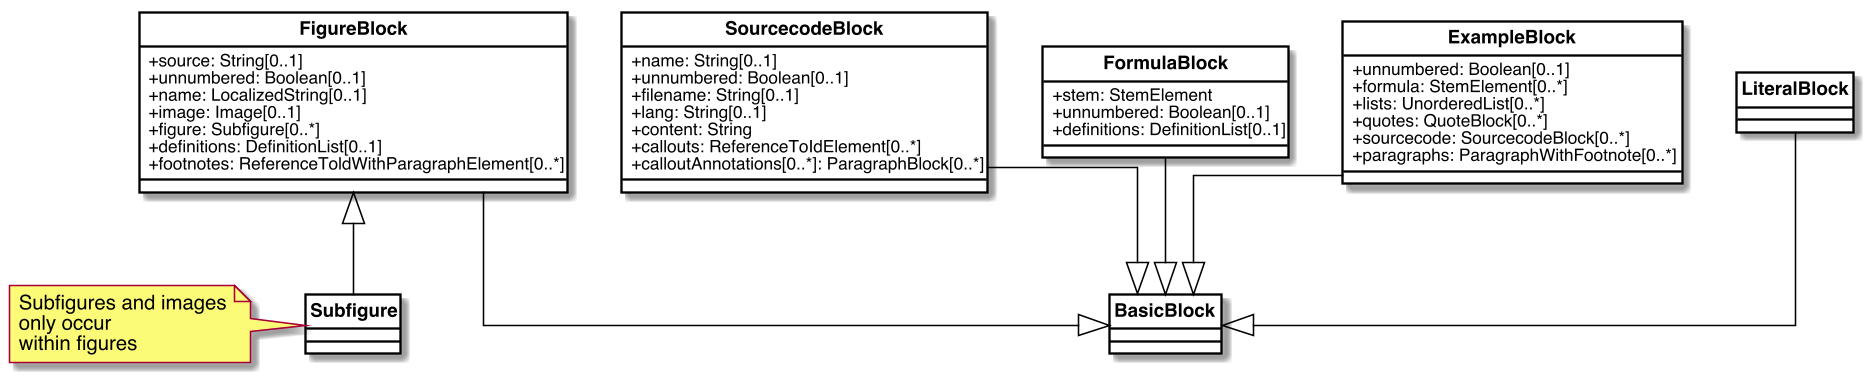 FigureBlock
+source: String[0..1]
+unnumbered: Boolean[0..1]
+name: LocalizedString[0..1]
+image: Image[0..1]
+figure: Subfigure[0..*]
+definitions: DefinitionList[0..1]
+footnotes: ReferenceToIdWithParagraphElement[0..*]
SourcecodeBlock
+name: String[0..1]
+unnumbered: Boolean[0..1]
+filename: String[0..1]
+lang: String[0..1]
+content: String
+callouts: ReferenceToIdElement[0..*]
+calloutAnnotations[0..*]: ParagraphBlock[0..*]
FormulaBlock
+stem: StemElement
+unnumbered: Boolean[0..1]
+definitions: DefinitionList[0..1]
ExampleBlock
+unnumbered: Boolean[0..1]
+formula: StemElement[0..*]
+lists: UnorderedList[0..*]
+quotes: QuoteBlock[0..*]
+sourcecode: SourcecodeBlock[0..*]
+paragraphs: ParagraphWithFootnote[0..*]
LiteralBlock
Subfigures and images
only occur
within figures
Subfigure
BasicBlock